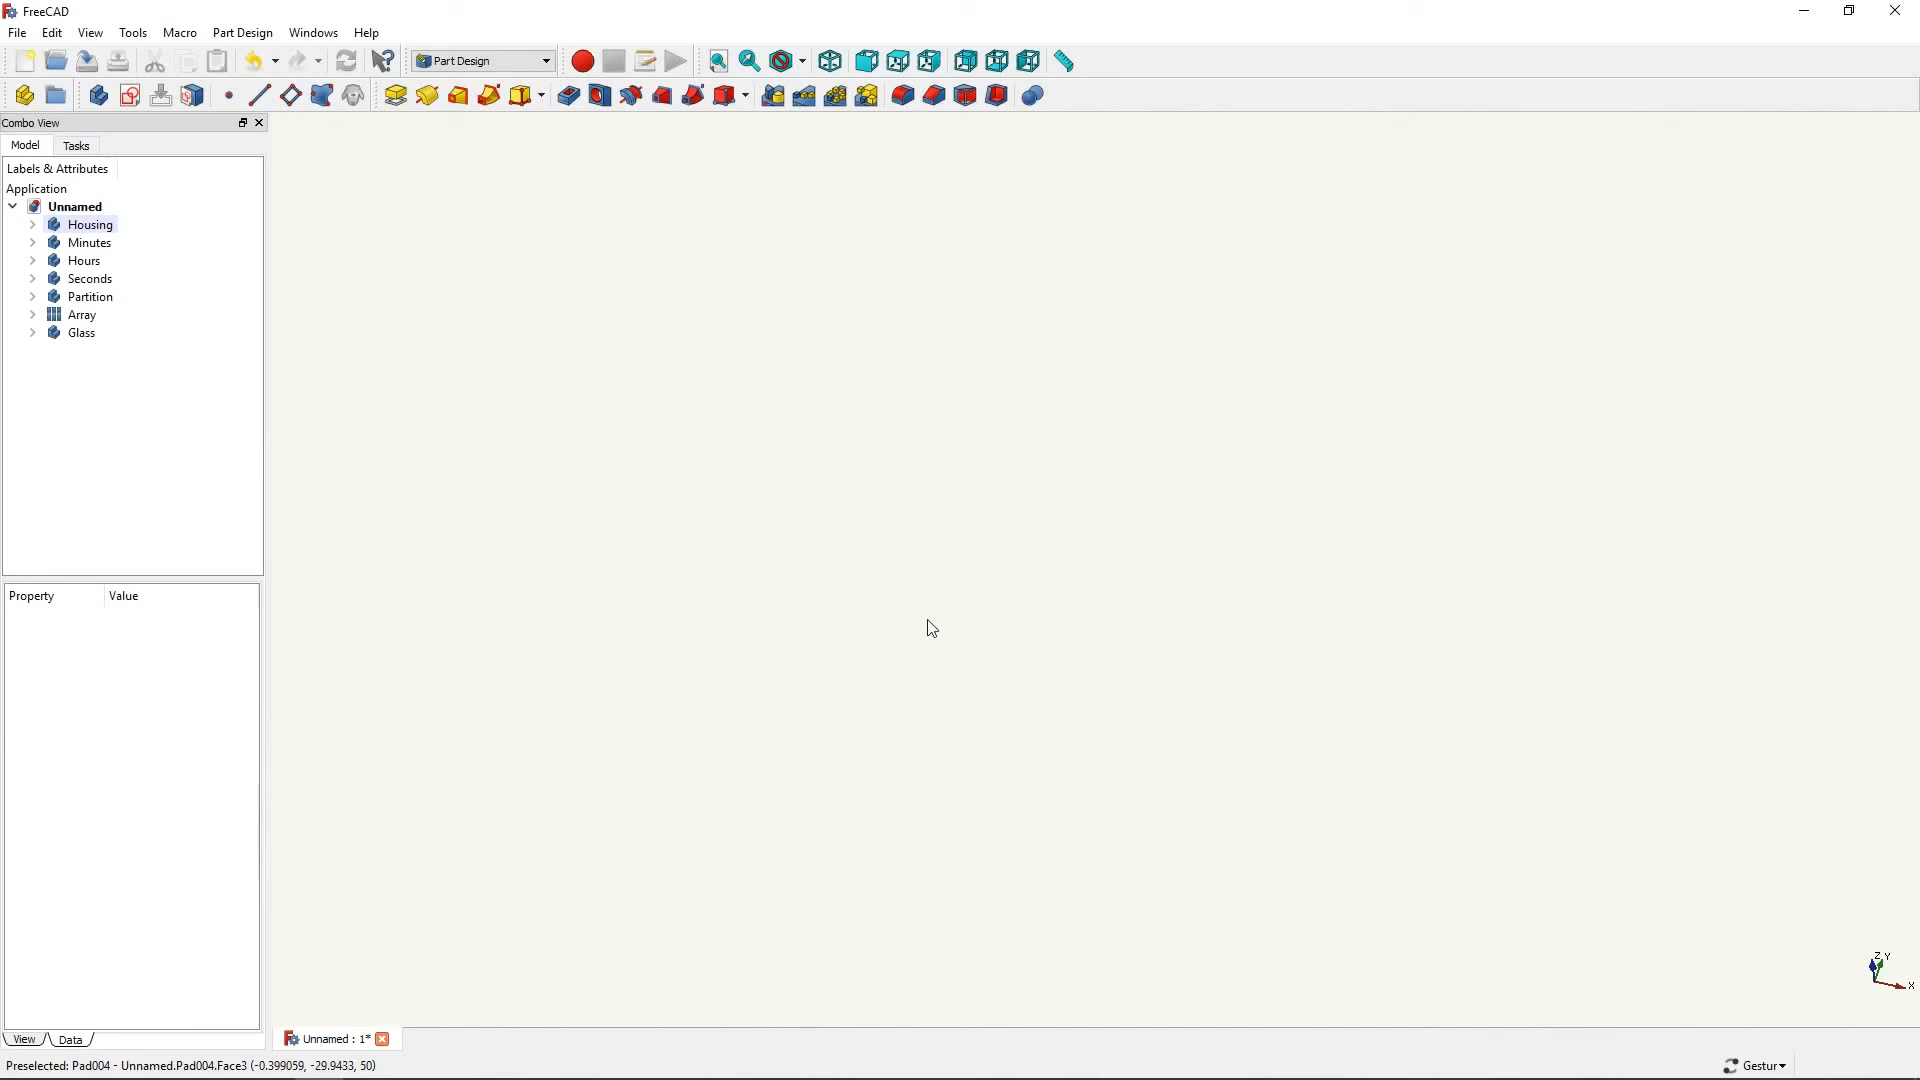 FreeCAD
File Edit View Tools Macro Part Design Windows Help
Part Design
Combo View
Model Tasks
Labels & Attributes
Application
Unnamed
Housing
Minutes
Hours
Seconds
Partition
Array
Glass
Property Value
Z Y
X
View Data
Unnamed : 1*
Preselected: Pad004 - Unnamed.Pad004.Face3 (-0.399059, -29.9433, 50)
Gestur